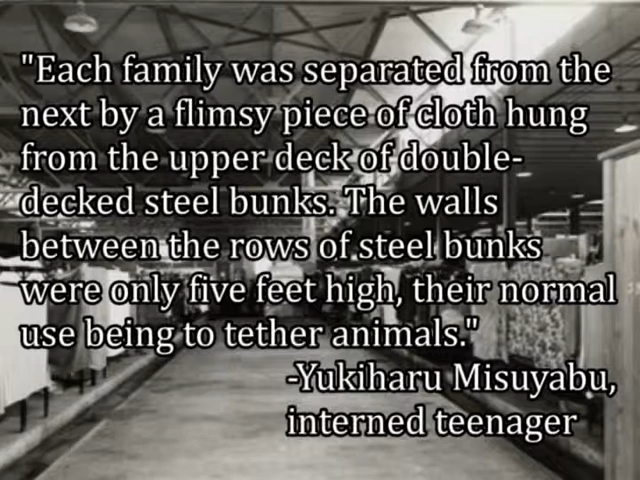 "Each family was separated from the
next by a flimsy piece of cloth hung
from the upper deck of double-
decked steel bunks. The walls
between the rows of steel bunks
were only five feet high, their normal
use being to tether animals."
-Yukiharu Misuyabu,
interned teenager